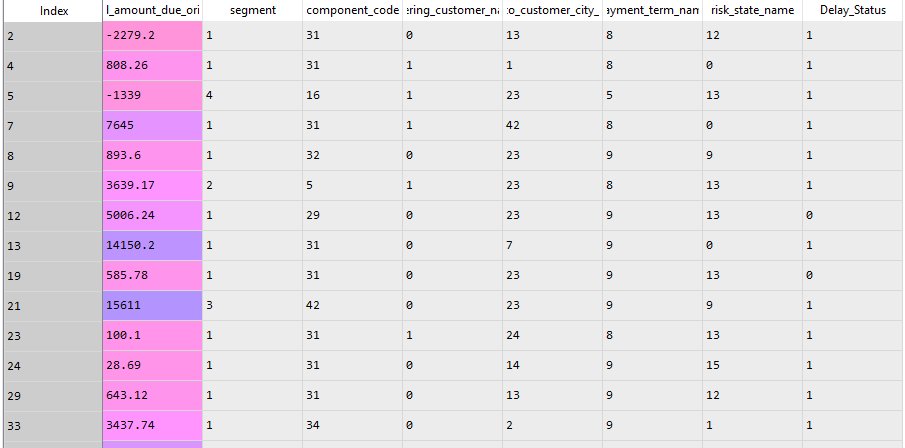 Index l_amount_due_ori segment component_code ering_customer_na to_customer_city_ ayment_term_nam risk_state_name Delay_Status
2 -2279.2 1 31 0 13 8 12 1
4 808.26 1 31 1 1 8 0 1
5 -1339 4 16 1 23 5 13 1
7 7645 1 31 1 42 8 0 1
8 893.6 1 32 0 23 9 9 1
9 3639.17 2 5 1 23 8 13 1
12 5006.24 1 29 0 23 9 13 0
13 14150.2 1 31 0 7 9 0 1
19 585.78 1 31 0 23 9 13 0
21 15611 3 42 0 23 9 9 1
23 100.1 1 31 1 24 8 13 1
24 28.69 1 31 0 14 9 15 1
29 643.12 1 31 0 13 9 12 1
33 3437.74 1 34 0 2 9 1 1